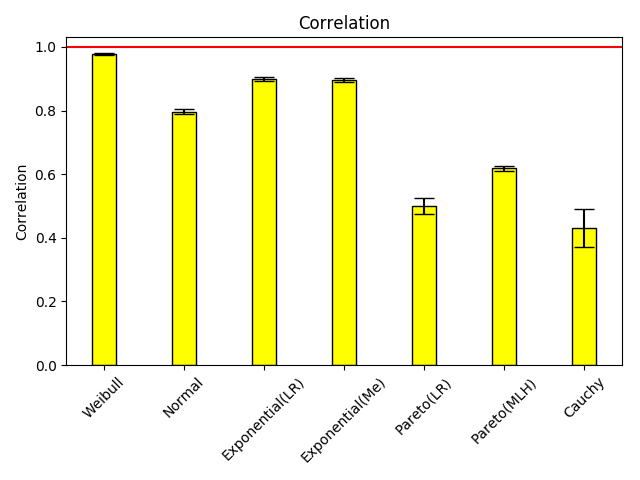 Correlation
Correlation
1.0
0.8
0.6
0.4
0.2
0.0
Weibull
Normal
Exponential(LR)
Exponential(Me)
Pareto(LR)
Pareto(MLH)
Cauchy